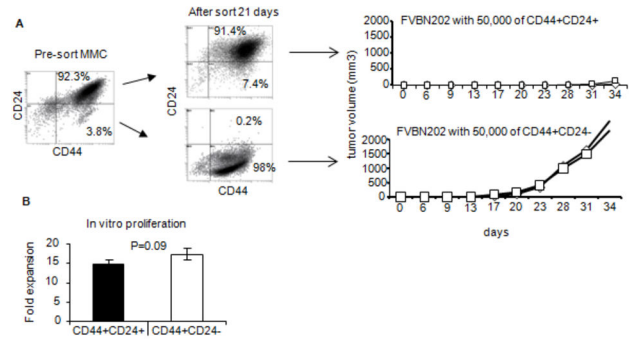 A
After sort 21 days
Pre-sort MMC
92.3%
3.8%
CD24
CD44
91.4%
7.4%
CD24
0.2%
98%
CD44
FVBN202 with 50,000 of CD44+CD24+
2000
1500
1000
500
0
0 6 9 13 17 20 23 28 31 34
tumor volume (mm3)
FVBN202 with 50,000 of CD44+CD24-
2000
1500
1000
500
0
0 6 9 13 17 20 23 28 31 34
days
B
In vitro proliferation
P=0.09
Fold expansion
20
15
10
5
0
CD44+CD24+ CD44+CD24-